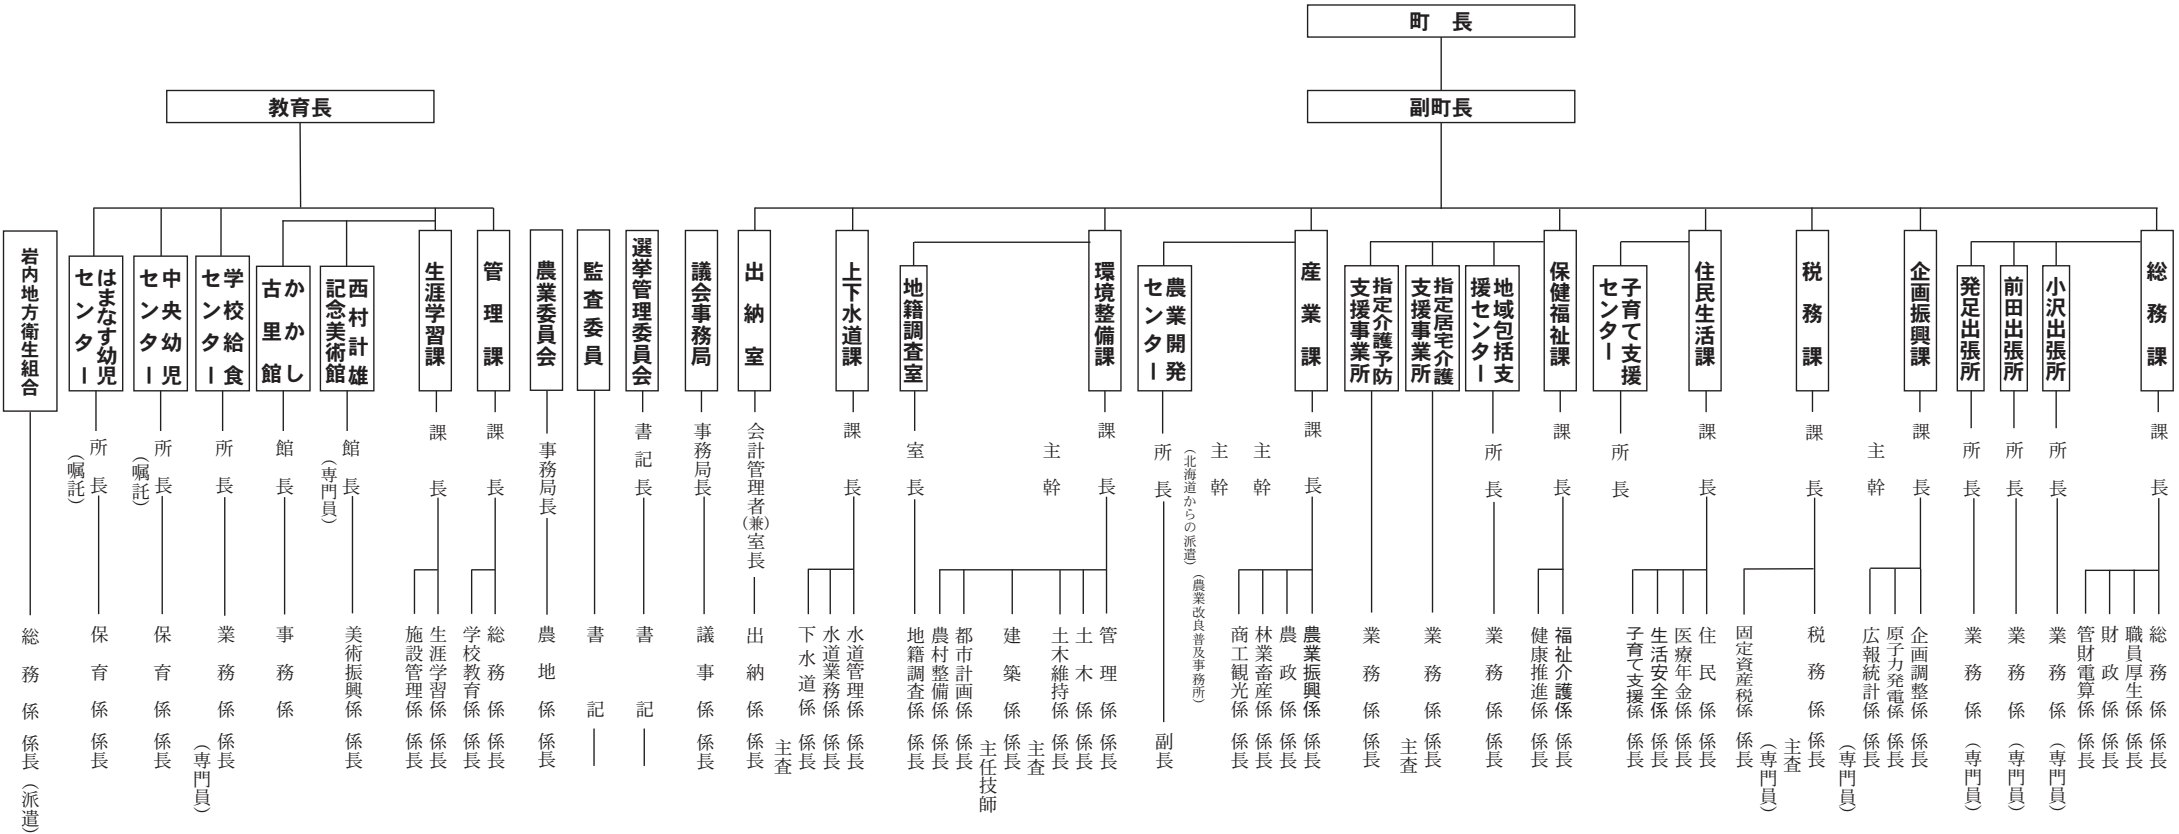 町長
副町長
教育長
総務課
小沢出張所
前田出張所
発足出張所
企画振興課
税務課
住民生活課
子育て支援
センター
保健福祉課
地域包括支
援センター
指定居宅介護
支援事業所
指定介護予防
支援事業所
産業課
農業開発
センター
環境整備課
地籍調査室
上下水道課
出納室
議会事務局
選挙管理委員会
監査委員
農業委員会
管理課
生涯学習課
西村計雄
記念美術館
かかし
古里館
学校給食
センター
中央幼児
センター
はまなす幼児
センター
岩内地方衛生組合
課長
所長
所長
所長
課長
主幹
課長
課長
所長
課長
所長
課長
主幹
主幹
所長
(北海道からの派遣)
(農業改良普及事務所)
課長
主幹
室長
課長
会計管理者(兼)室長
事務局長
書記長
事務局長
課長
課長
館長
(専門員)
館長
所長
所長
(嘱託)
所長
(嘱託)
総務係 係長
職員厚生係 係長
財政係 係長
管財電算係 係長
業務係 (専門員)
業務係 (専門員)
業務係 (専門員)
企画調整係 係長
原子力発電係 係長
広報統計係 係長
(専門員)
税務係 係長
主査
(専門員)
固定資産税係 係長
住民係 係長
医療年金係 係長
生活安全係 係長
子育て支援係 係長
福祉介護係 係長
健康推進係 係長
業務係 係長
業務係 係長
主査
業務係 係長
農業振興係 係長
農政係 係長
林業畜産係 係長
商工観光係 係長
副長
管理係 係長
土木係 係長
土木維持係 係長
主査
建築係 係長
主任技師
都市計画係 係長
農村整備係 係長
地籍調査係 係長
水道管理係 係長
水道業務係 係長
下水道係 係長
主査
出納係 係長
議事係 係長
書記
書記
農地係 係長
総務係 係長
学校教育係 係長
生涯学習係 係長
施設管理係 係長
美術振興係 係長
事務係
業務係 係長
(専門員)
保育係 係長
保育係 係長
総務係 係長(派遣)